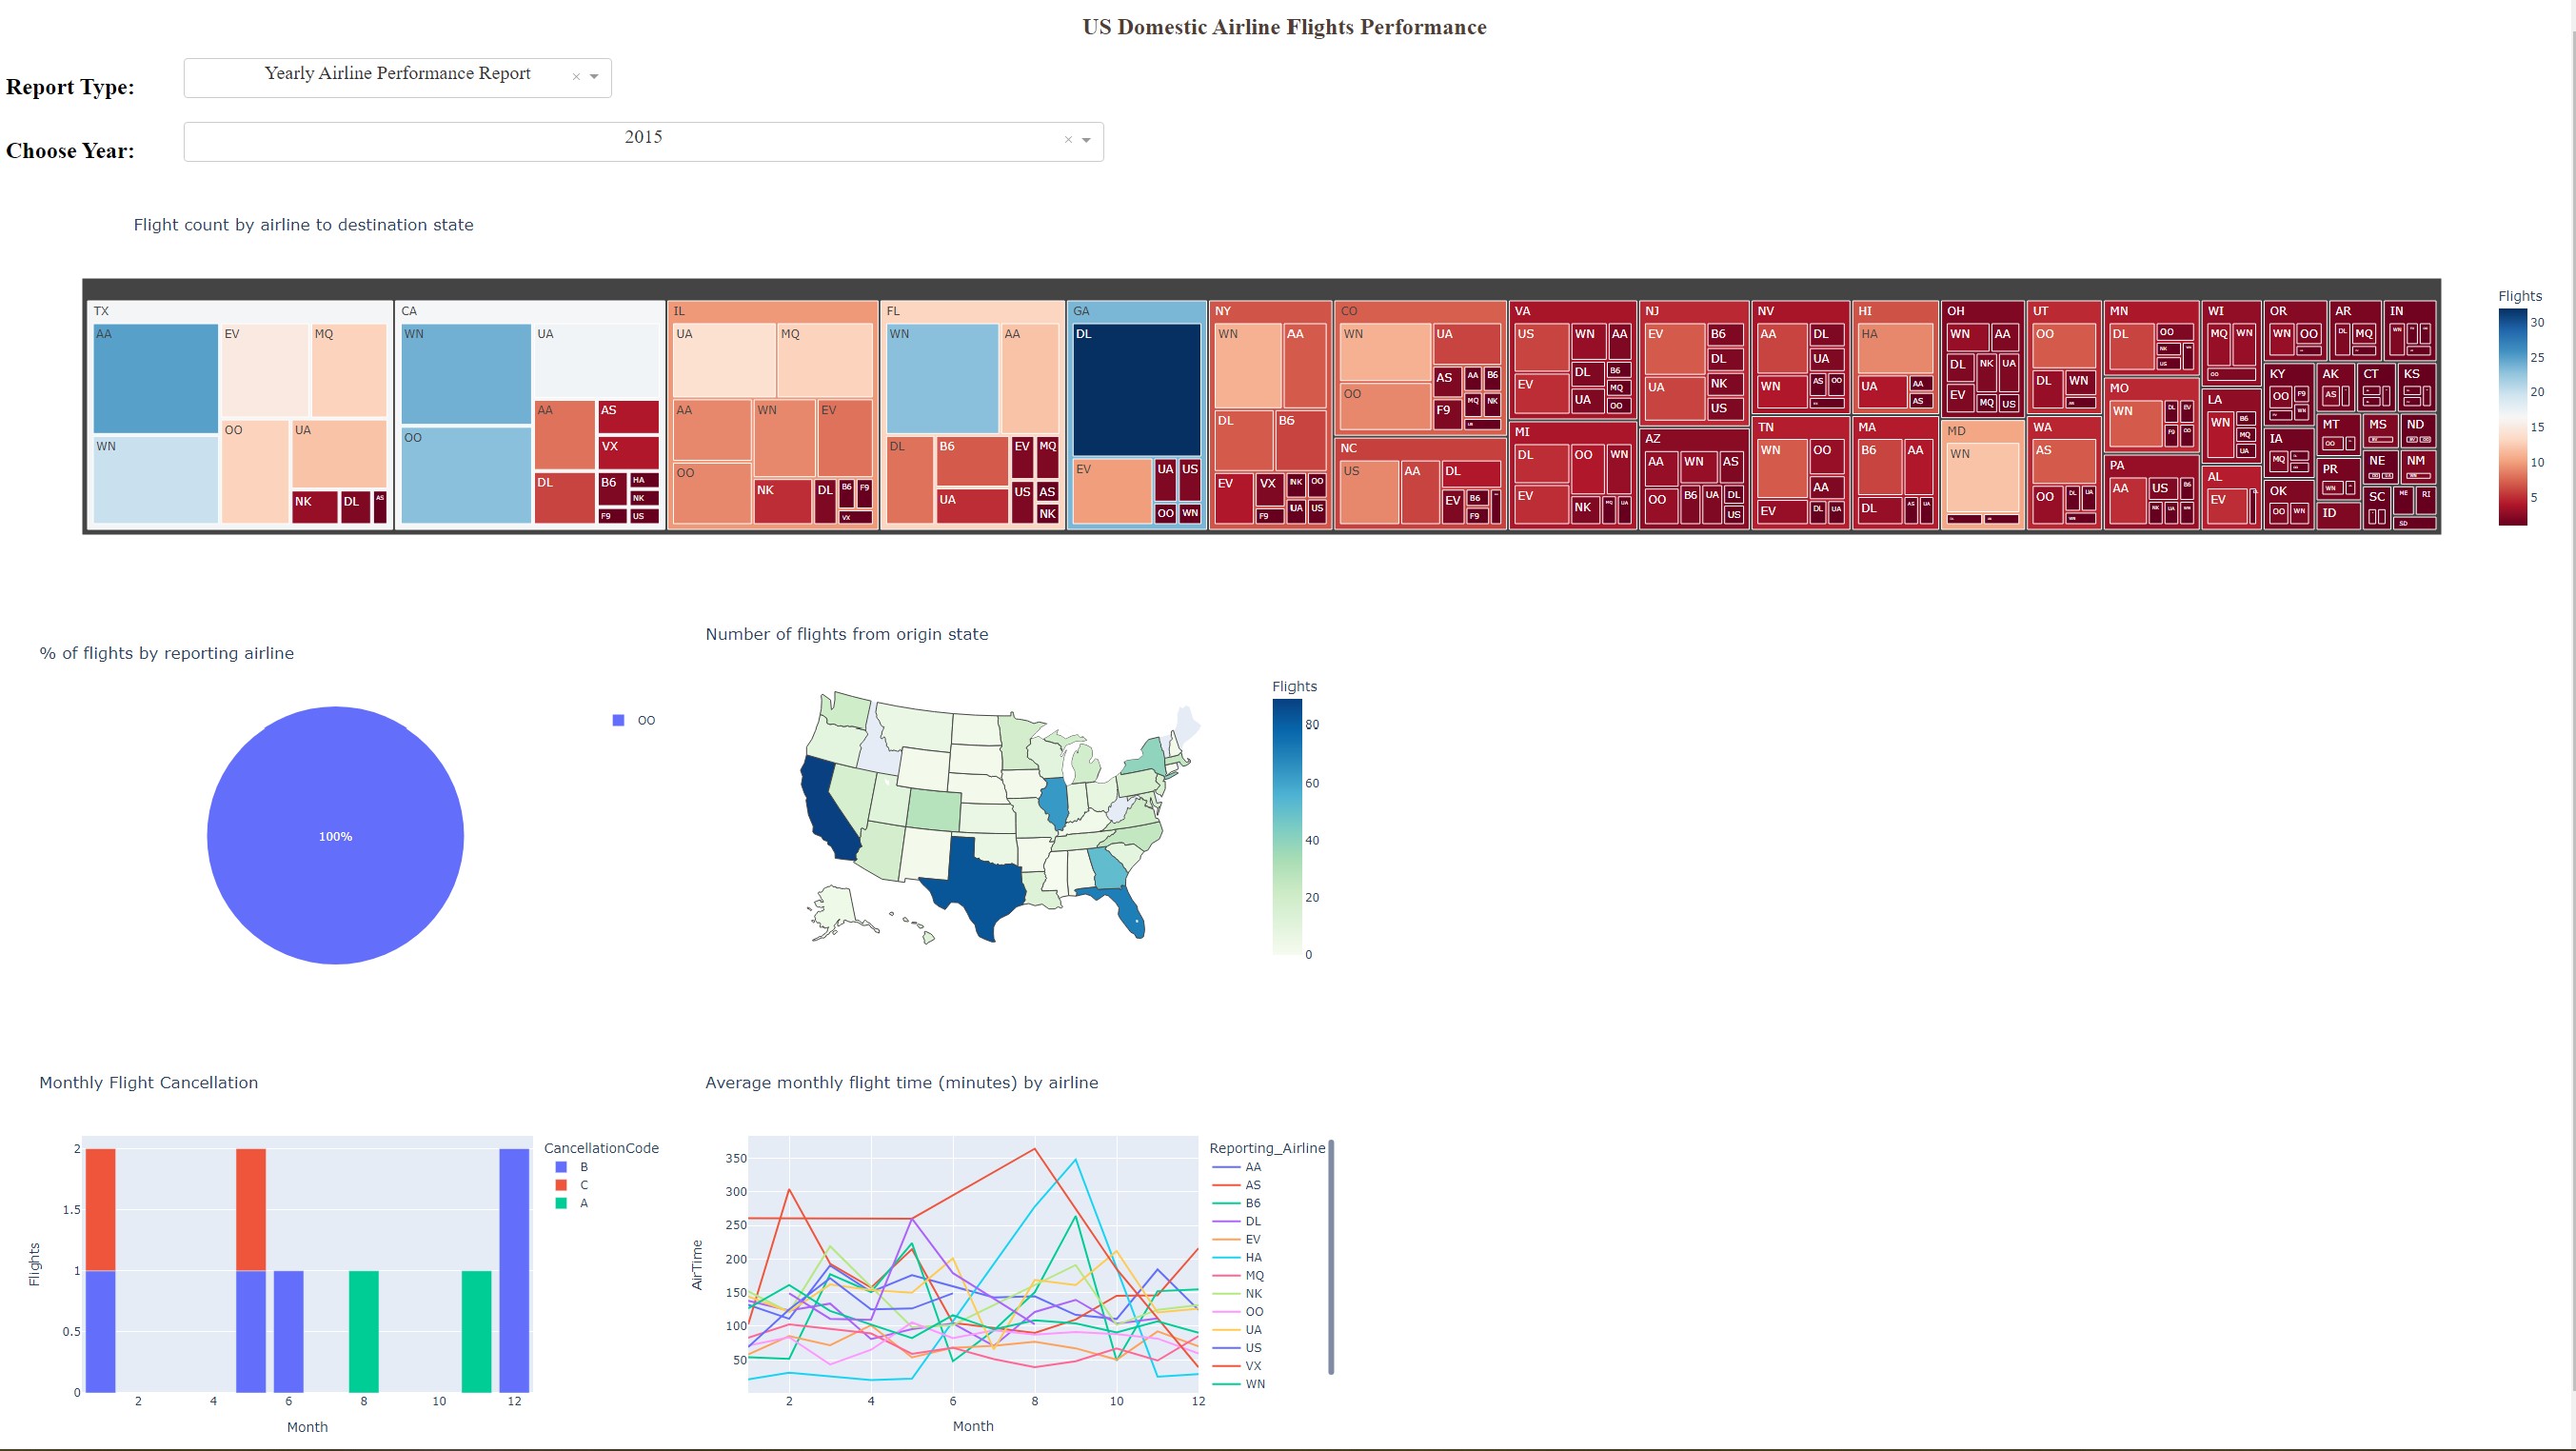 US Domestic Airline Flights Performance
Report Type:
Yearly Airline Performance Report
Choose Year:
2015
Flight count by airline to destination state
TX
AA
EV
MQ
WN
OO
UA
NK
DL
AS
CA
WN
UA
OO
AA
AS
VX
DL
B6
HA
NK
F9
US
IL
UA
MQ
AA
WN
EV
OO
NK
DL
B6
F9
VX
FL
WN
AA
DL
B6
EV
MQ
UA
US
AS
NK
GA
DL
EV
UA
US
OO
WN
NY
WN
AA
DL
B6
EV
VX
NK
OO
F9
UA
US
CO
WN
UA
OO
AS
AA
B6
F9
MQ
NK
NC
US
AA
DL
EV
B6
F9
VA
US
WN
AA
EV
DL
B6
MQ
UA
OO
MI
DL
OO
WN
EV
NK
NJ
EV
B6
DL
UA
NK
US
AZ
AA
WN
AS
OO
B6
UA
DL
US
NV
AA
DL
UA
WN
AS
OO
TN
WN
OO
AA
EV
DL
UA
HI
HA
UA
AA
AS
MA
B6
AA
DL
AS
UA
OH
WN
AA
DL
NK
UA
EV
MQ
US
MD
WN
UT
OO
DL
WN
WA
AS
OO
DL
UA
MN
DL
OO
NK
US
MO
WN
DL
EV
F9
OO
PA
AA
US
B6
NK
UA
WN
WI
MQ
WN
OO
LA
WN
B6
MQ
UA
AL
EV
OR
WN
OO
AR
DL
MQ
IN
WN
KY
OO
F9
WN
AK
AS
CT
KS
IA
MQ
MT
OO
MS
ND
PR
WN
NE
NM
OK
OO
WN
ID
SC
ME
RI
SD
Flights
30
25
20
15
10
5
% of flights by reporting airline
100%
OO
Number of flights from origin state
Flights
80
60
40
20
0
Monthly Flight Cancellation
Flights
2
1.5
1
0.5
0
2
4
6
8
10
12
Month
CancellationCode
B
C
A
Average monthly flight time (minutes) by airline
AirTime
350
300
250
200
150
100
50
2
4
6
8
10
12
Month
Reporting_Airline
AA
AS
B6
DL
EV
HA
MQ
NK
OO
UA
US
VX
WN